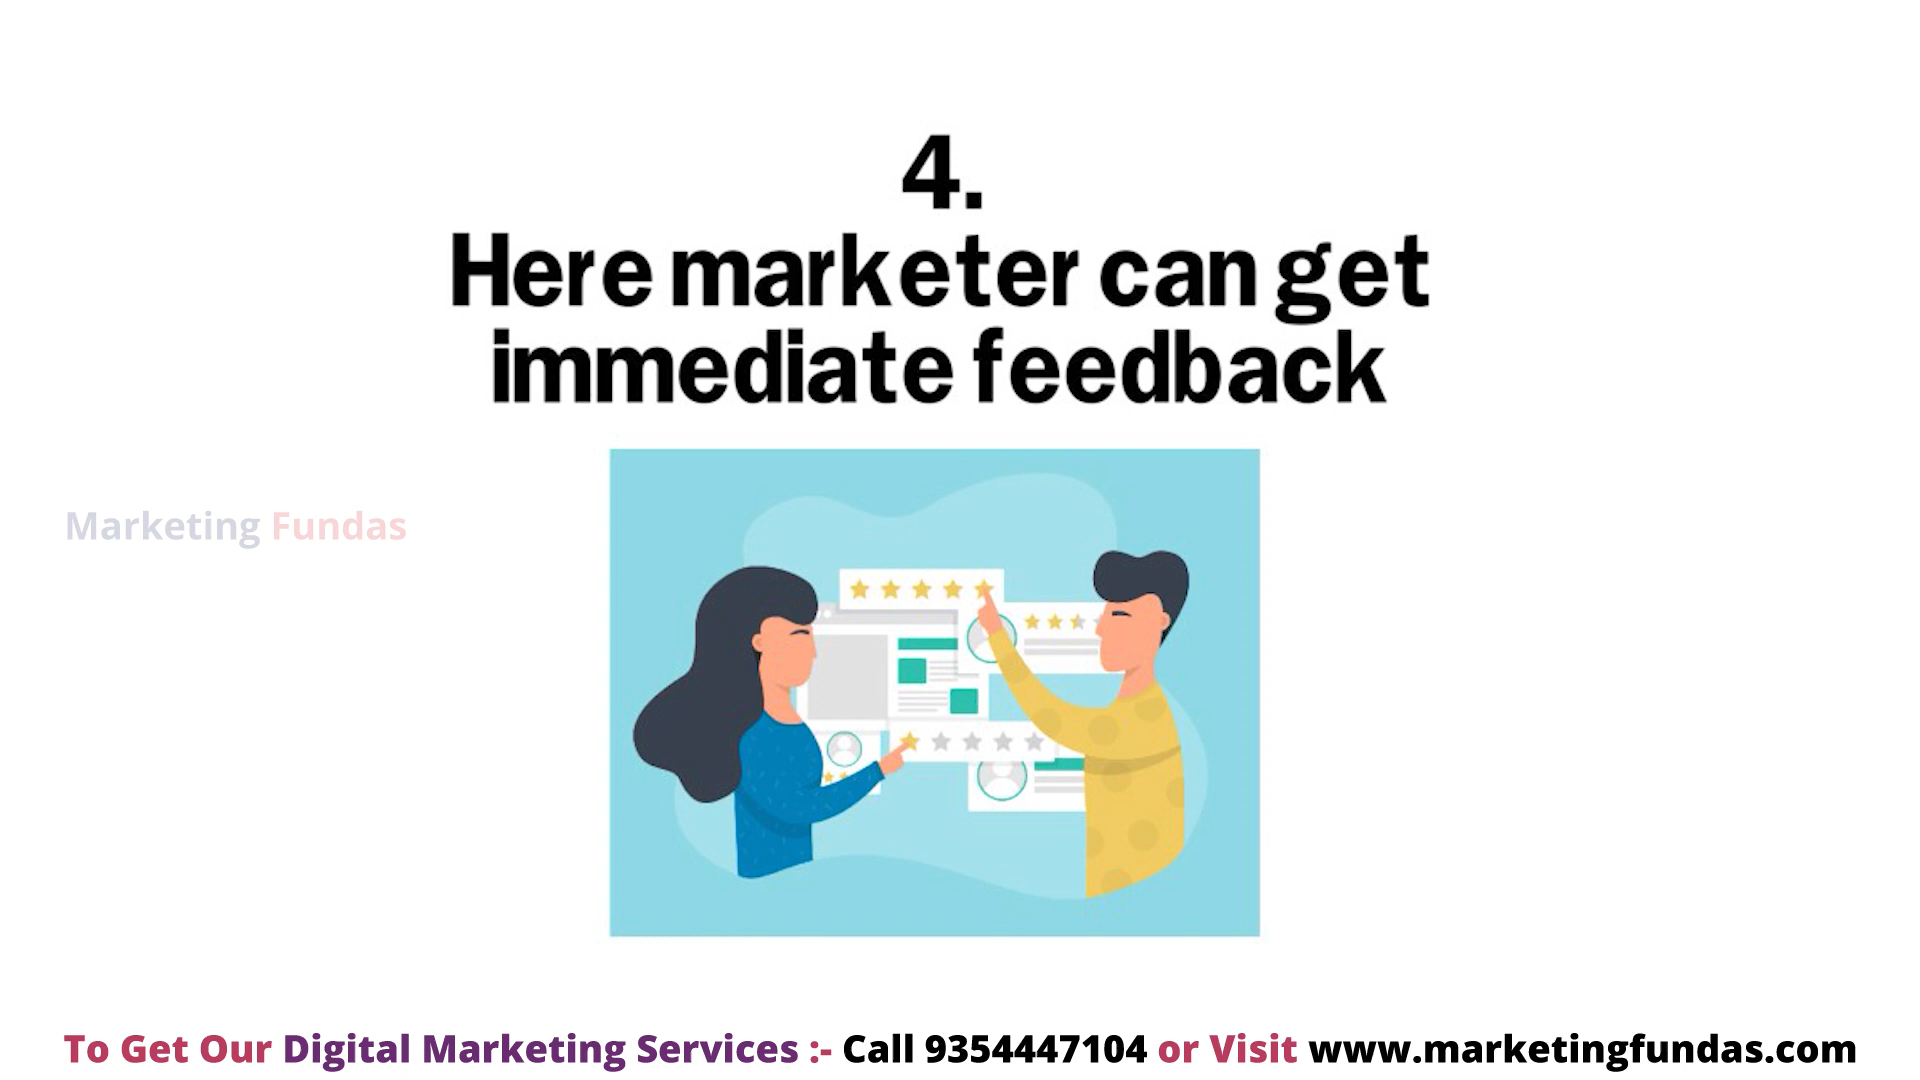 4.
Here marketer can get
immediate feedback
Marketing Fundas
To Get Our Digital Marketing Services :- Call 9354447104 or Visit www.marketingfundas.com